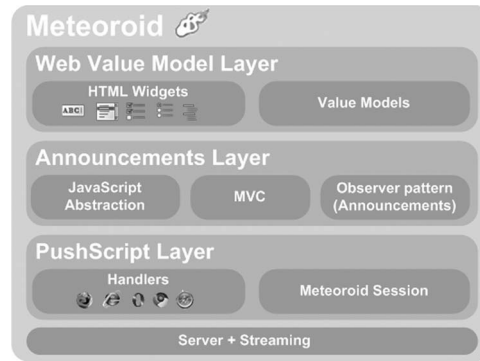 Meteoroid
Web Value Model Layer
HTML Widgets
ABC
Value Models
Announcements Layer
JavaScript
Abstraction
MVC
Observer pattern
(Announcements)
PushScript Layer
Handlers
Meteoroid Session
Server + Streaming